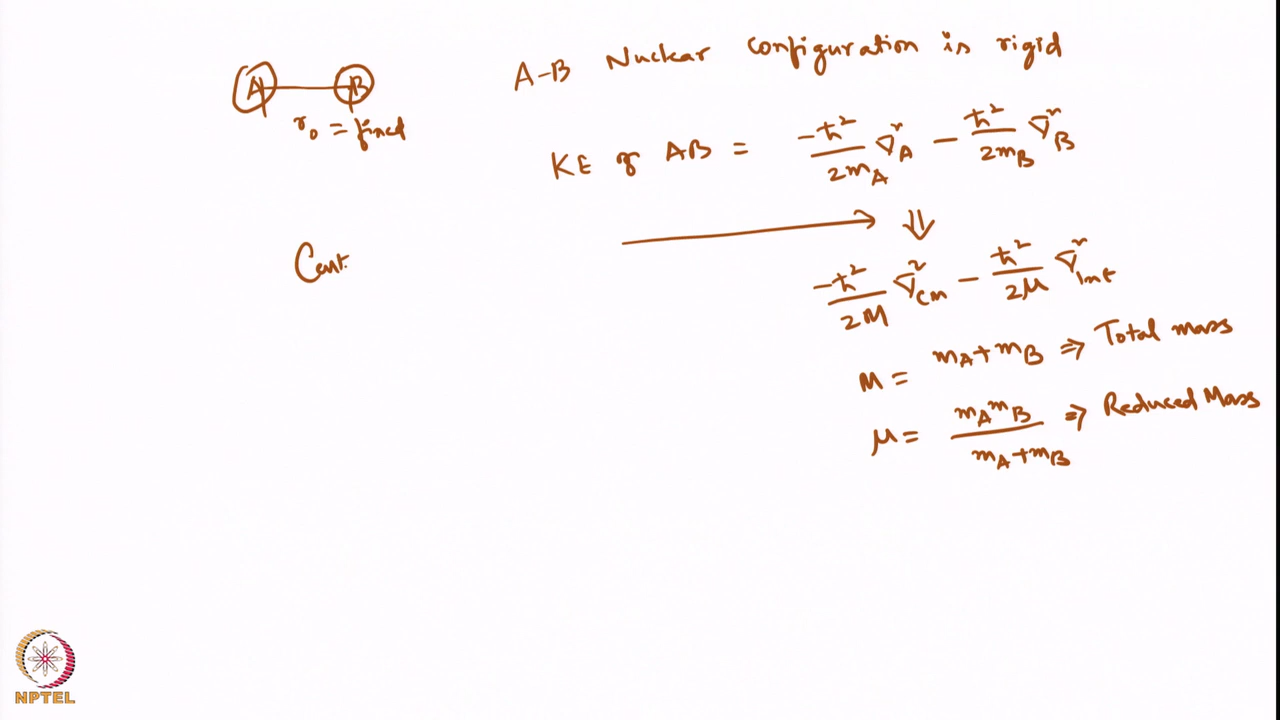 A-B Nuclear configuration is rigid
A B
r₀ = fixed
KE of AB = -ħ²/2m_A ∇²_A - ħ²/2m_B ∇²_B
⇓
-ħ²/2M ∇²_CM - ħ²/2μ ∇²_Int
Cent.
M = m_A+m_B ⇒ Total mass
μ = m_A m_B / m_A+m_B ⇒ Reduced Mass
NPTEL